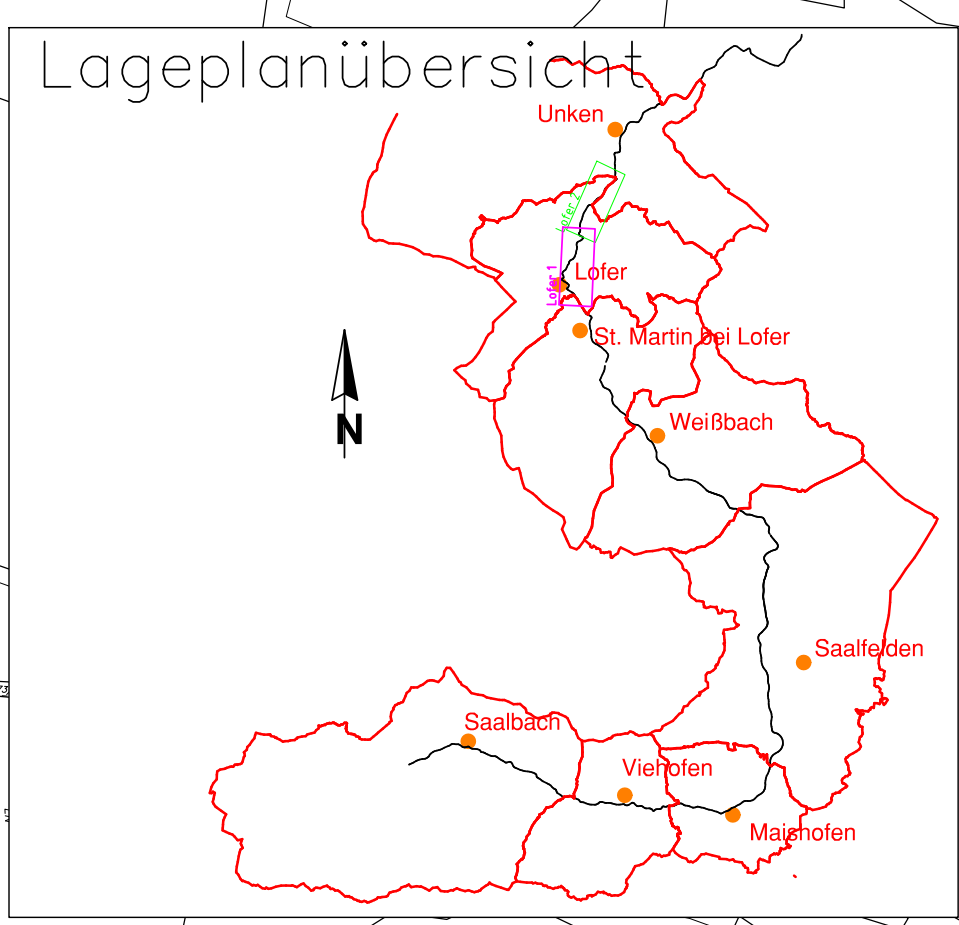 Lageplanübersicht
Unken
Lofer 2
Lofer
Lofer 1
St. Martin bei Lofer
N
Weißbach
Saalfelden
Saalbach
Viehofen
Maishofen